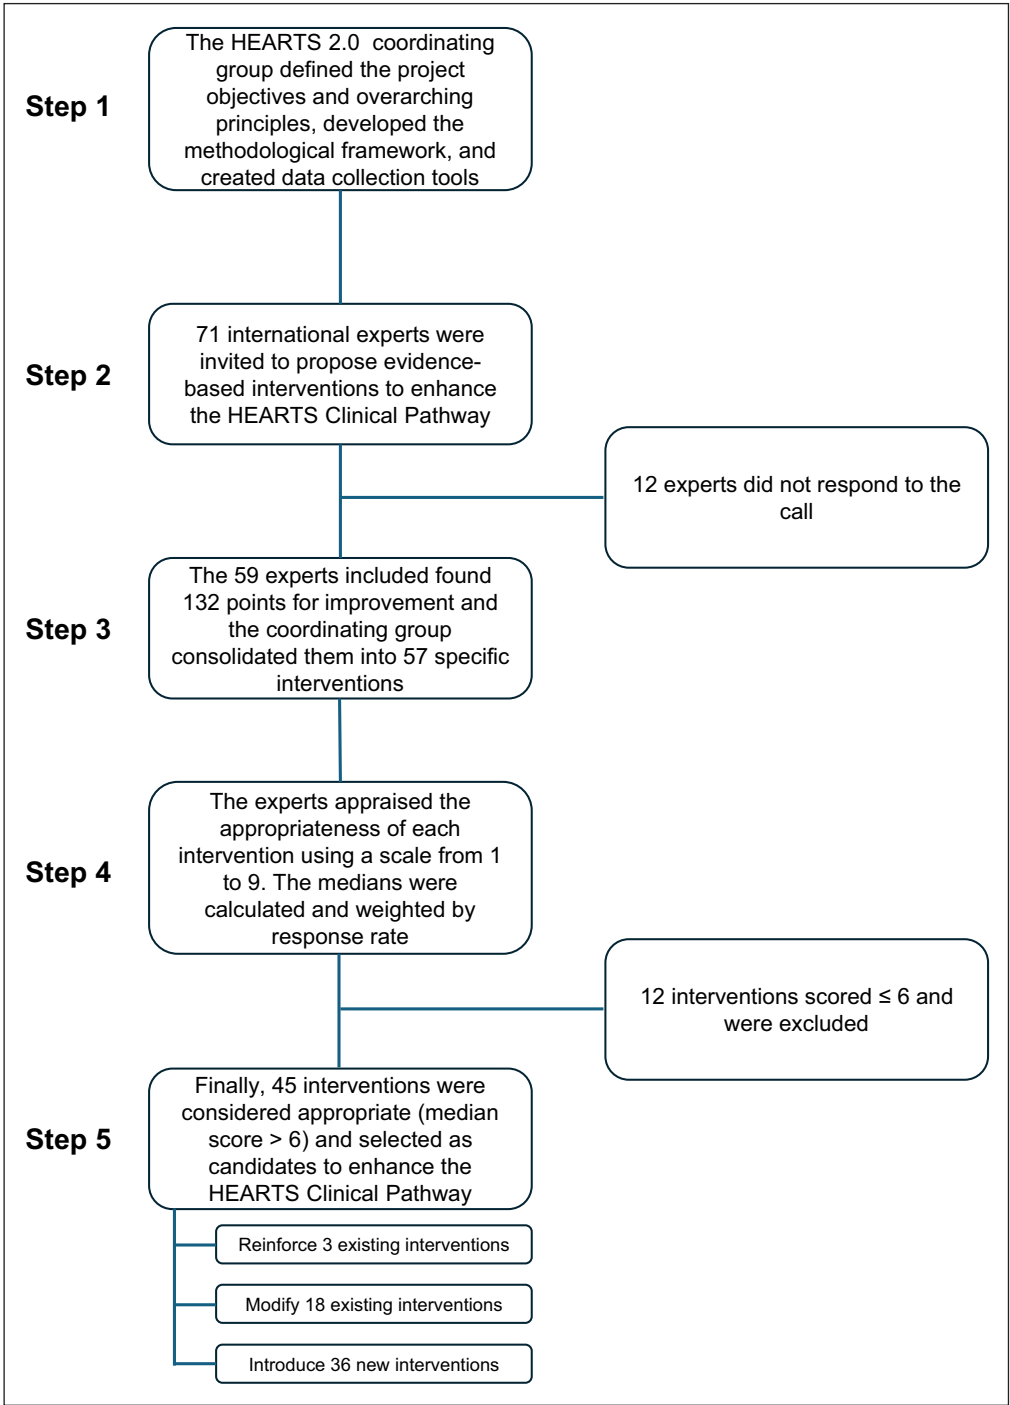 Step 1
The HEARTS 2.0 coordinating
group defined the project
objectives and overarching
principles, developed the
methodological framework, and
created data collection tools
Step 2
71 international experts were
invited to propose evidence-
based interventions to enhance
the HEARTS Clinical Pathway
12 experts did not respond to the
call
Step 3
The 59 experts included found
132 points for improvement and
the coordinating group
consolidated them into 57 specific
interventions
Step 4
The experts appraised the
appropriateness of each
intervention using a scale from 1
to 9. The medians were
calculated and weighted by
response rate
12 interventions scored ≤ 6 and
were excluded
Step 5
Finally, 45 interventions were
considered appropriate (median
score > 6) and selected as
candidates to enhance the
HEARTS Clinical Pathway
Reinforce 3 existing interventions
Modify 18 existing interventions
Introduce 36 new interventions